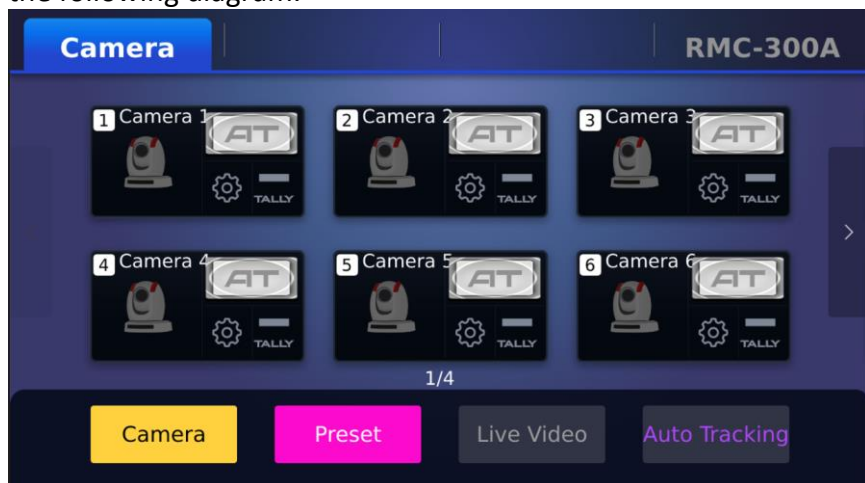 the following diagram:
Camera RMC-300A
1 Camera 1 AT 2 Camera 2 AT 3 Camera 3 AT
TALLY TALLY TALLY
>
4 Camera 4 AT 5 Camera 5 AT 6 Camera 6 AT
TALLY TALLY TALLY
1/4
Camera Preset Live Video Auto Tracking